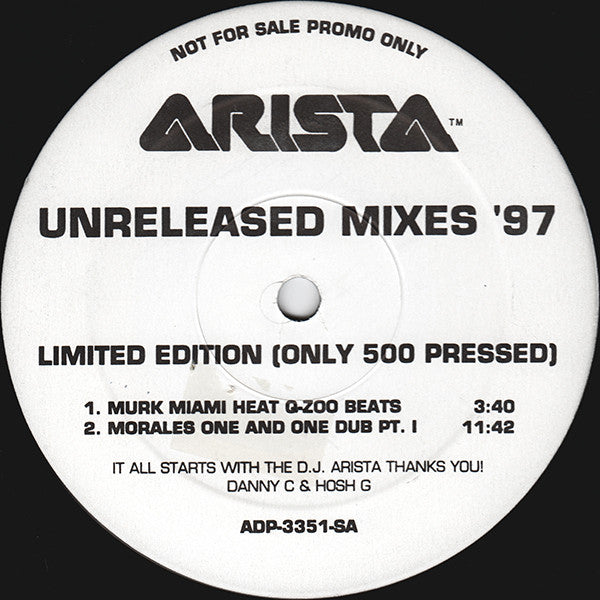 NOT FOR SALE PROMO ONLY
ARISTA™
UNRELEASED MIXES '97
LIMITED EDITION (ONLY 500 PRESSED)
1. MURK MIAMI HEAT Q-ZOO BEATS 3:40
2. MORALES ONE AND ONE DUB PT. I 11:42
IT ALL STARTS WITH THE D.J. ARISTA THANKS YOU!
DANNY C & HOSH G
ADP-3351-SA